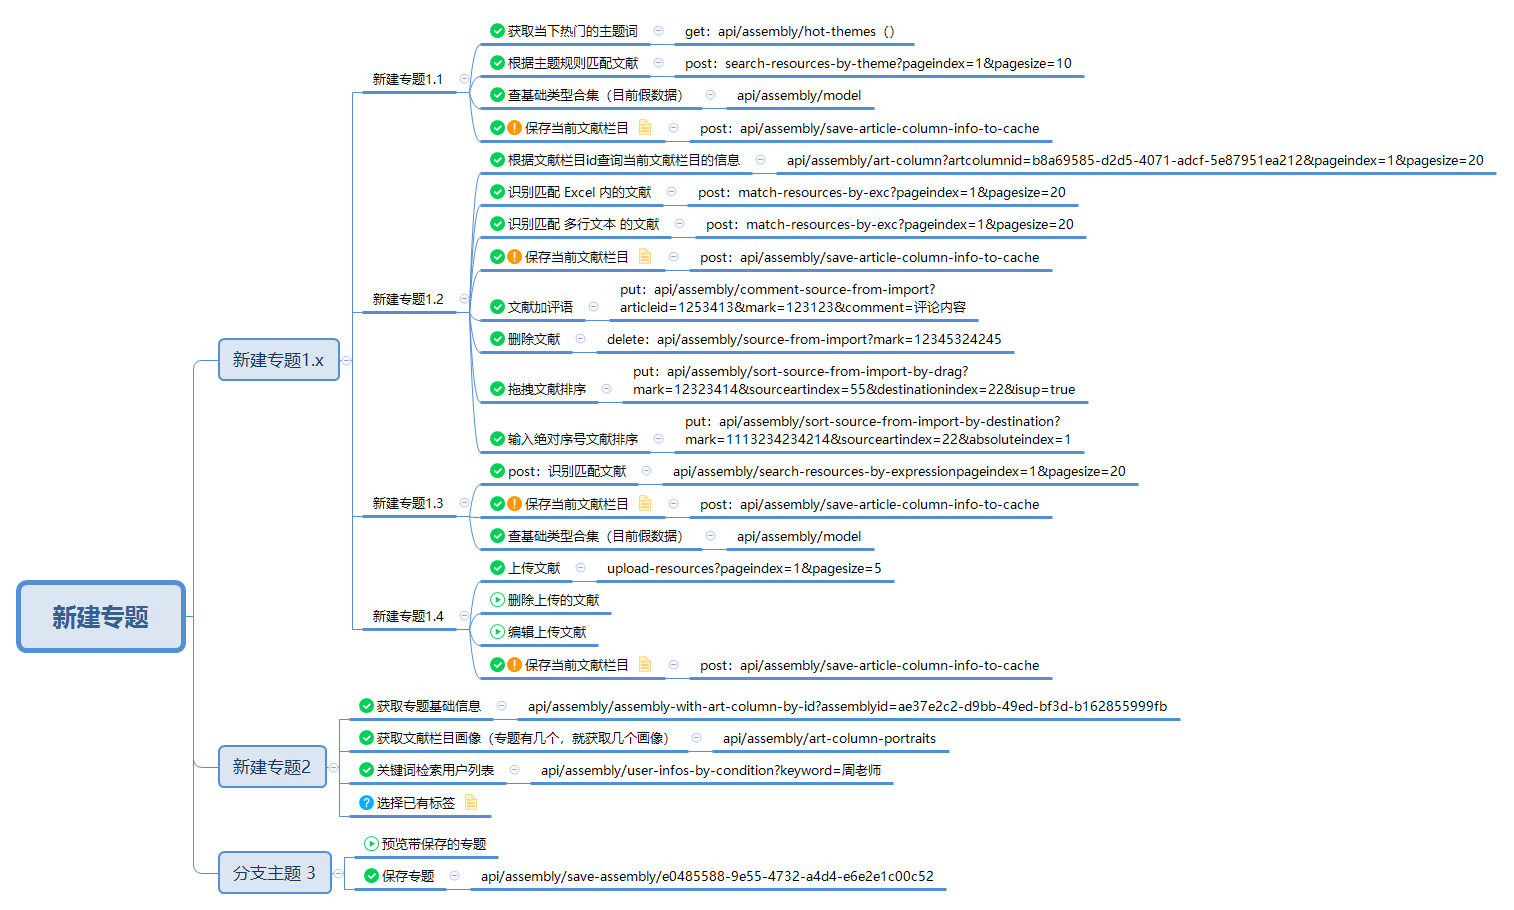 新建专题
新建专题1.x
新建专题1.1
获取当下热门的主题词
get：api/assembly/hot-themes（）
根据主题规则匹配文献
post：search-resources-by-theme?pageindex=1&pagesize=10
查基础类型合集（目前假数据）
api/assembly/model
保存当前文献栏目
post：api/assembly/save-article-column-info-to-cache
新建专题1.2
根据文献栏目id查询当前文献栏目的信息
api/assembly/art-column?artcolumnid=b8a69585-d2d5-4071-adcf-5e87951ea212&pageindex=1&pagesize=20
识别匹配 Excel 内的文献
post：match-resources-by-exc?pageindex=1&pagesize=20
识别匹配 多行文本 的文献
post：match-resources-by-exc?pageindex=1&pagesize=20
保存当前文献栏目
post：api/assembly/save-article-column-info-to-cache
文献加评语
put：api/assembly/comment-source-from-import?
articleid=1253413&mark=123123&comment=评论内容
删除文献
delete：api/assembly/source-from-import?mark=12345324245
拖拽文献排序
put：api/assembly/sort-source-from-import-by-drag?
mark=12323414&sourceartindex=55&destinationindex=22&isup=true
输入绝对序号文献排序
put：api/assembly/sort-source-from-import-by-destination?
mark=1113234234214&sourceartindex=22&absoluteindex=1
新建专题1.3
post：识别匹配文献
api/assembly/search-resources-by-expressionpageindex=1&pagesize=20
保存当前文献栏目
post：api/assembly/save-article-column-info-to-cache
查基础类型合集（目前假数据）
api/assembly/model
新建专题1.4
上传文献
upload-resources?pageindex=1&pagesize=5
删除上传的文献
编辑上传文献
保存当前文献栏目
post：api/assembly/save-article-column-info-to-cache
新建专题2
获取专题基础信息
api/assembly/assembly-with-art-column-by-id?assemblyid=ae37e2c2-d9bb-49ed-bf3d-b162855999fb
获取文献栏目画像（专题有几个，就获取几个画像）
api/assembly/art-column-portraits
关键词检索用户列表
api/assembly/user-infos-by-condition?keyword=周老师
选择已有标签
分支主题 3
预览带保存的专题
保存专题
api/assembly/save-assembly/e0485588-9e55-4732-a4d4-e6e2e1c00c52